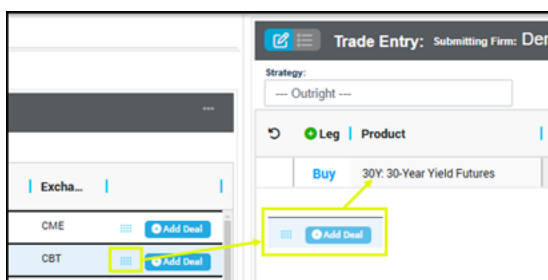 Trade Entry: Submitting Firm: Der
Strategy:
--- Outright ---
Leg Product
Buy 30Y: 30-Year Yield Futures
Add Deal
...
Excha...
CME Add Deal
CBT Add Deal